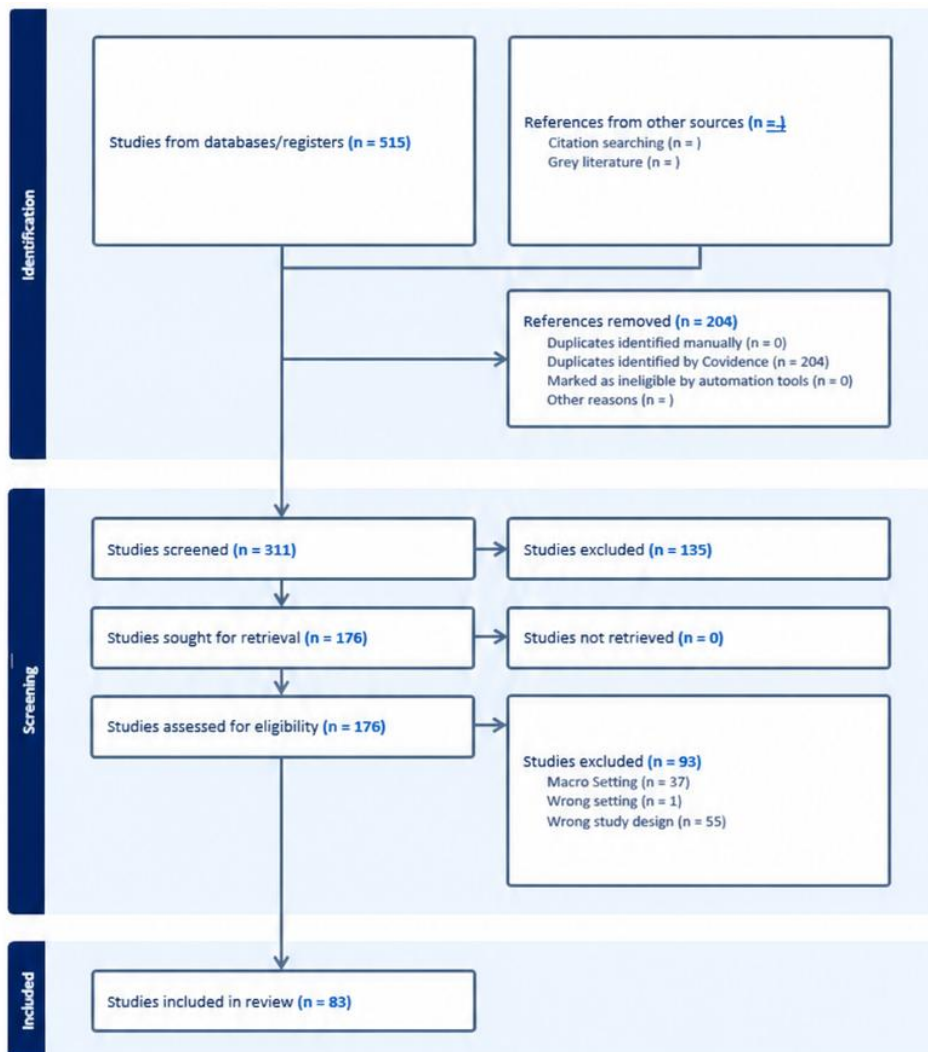 Identification
Studies from databases/registers (n = 515)
References from other sources (n = )
Citation searching (n = )
Grey literature (n = )
References removed (n = 204)
Duplicates identified manually (n = 0)
Duplicates identified by Covidence (n = 204)
Marked as ineligible by automation tools (n = 0)
Other reasons (n = )
Screening
Studies screened (n = 311)
Studies excluded (n = 135)
Studies sought for retrieval (n = 176)
Studies not retrieved (n = 0)
Studies assessed for eligibility (n = 176)
Studies excluded (n = 93)
Macro Setting (n = 37)
Wrong setting (n = 1)
Wrong study design (n = 55)
Included
Studies included in review (n = 83)